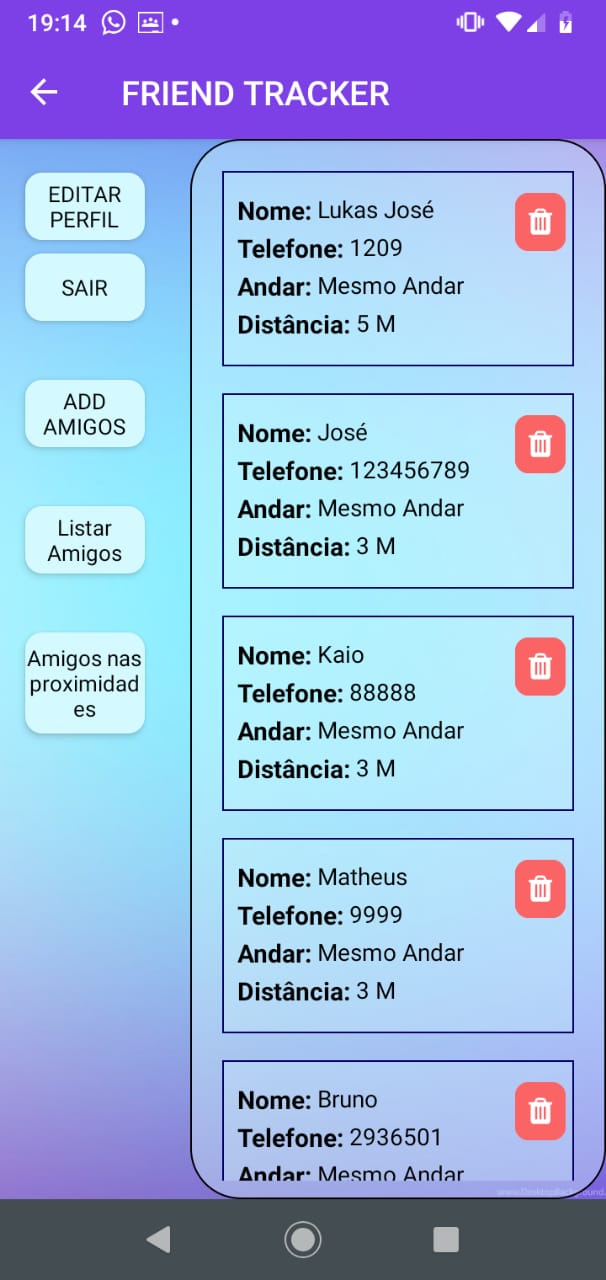 19:14
FRIEND TRACKER
EDITAR
PERFIL
SAIR
ADD
AMIGOS
Listar
Amigos
Amigos nas
proximidad
es
Nome: Lukas José
Telefone: 1209
Andar: Mesmo Andar
Distância: 5 M
Nome: José
Telefone: 123456789
Andar: Mesmo Andar
Distância: 3 M
Nome: Kaio
Telefone: 88888
Andar: Mesmo Andar
Distância: 3 M
Nome: Matheus
Telefone: 9999
Andar: Mesmo Andar
Distância: 3 M
Nome: Bruno
Telefone: 2936501
Andar: Mesmo Andar